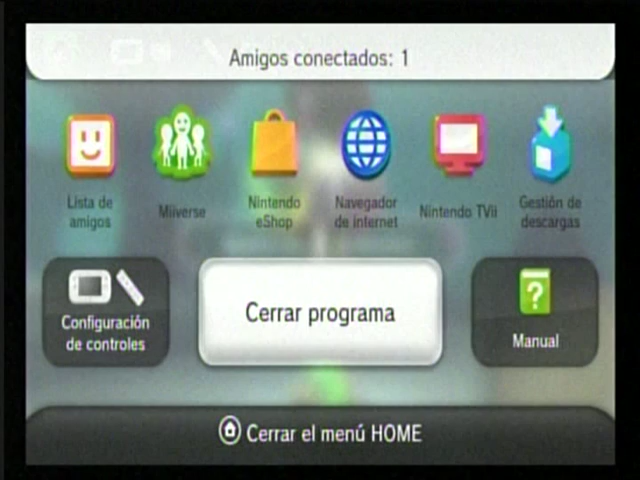 Amigos conectados: 1
Lista de
amigos
Miiverse
Nintendo
eShop
Navegador
de internet
Nintendo TVii
Gestión de
descargas
Configuración
de controles
Cerrar programa
?
Manual
Cerrar el menú HOME